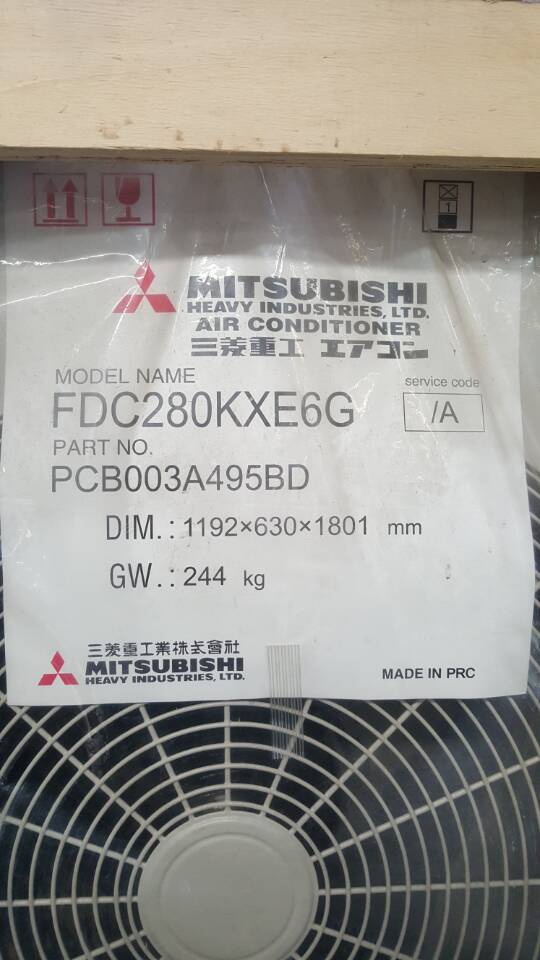 1
MITSUBISHI
HEAVY INDUSTRIES, LTD.
AIR CONDITIONER
三菱重工 エアコン
MODEL NAME
service code
FDC280KXE6G
/A
PART NO.
PCB003A495BD
DIM.: 1192×630×1801 mm
GW.: 244 kg
三菱重工業株式會社
MITSUBISHI
HEAVY INDUSTRIES, LTD.
MADE IN PRC